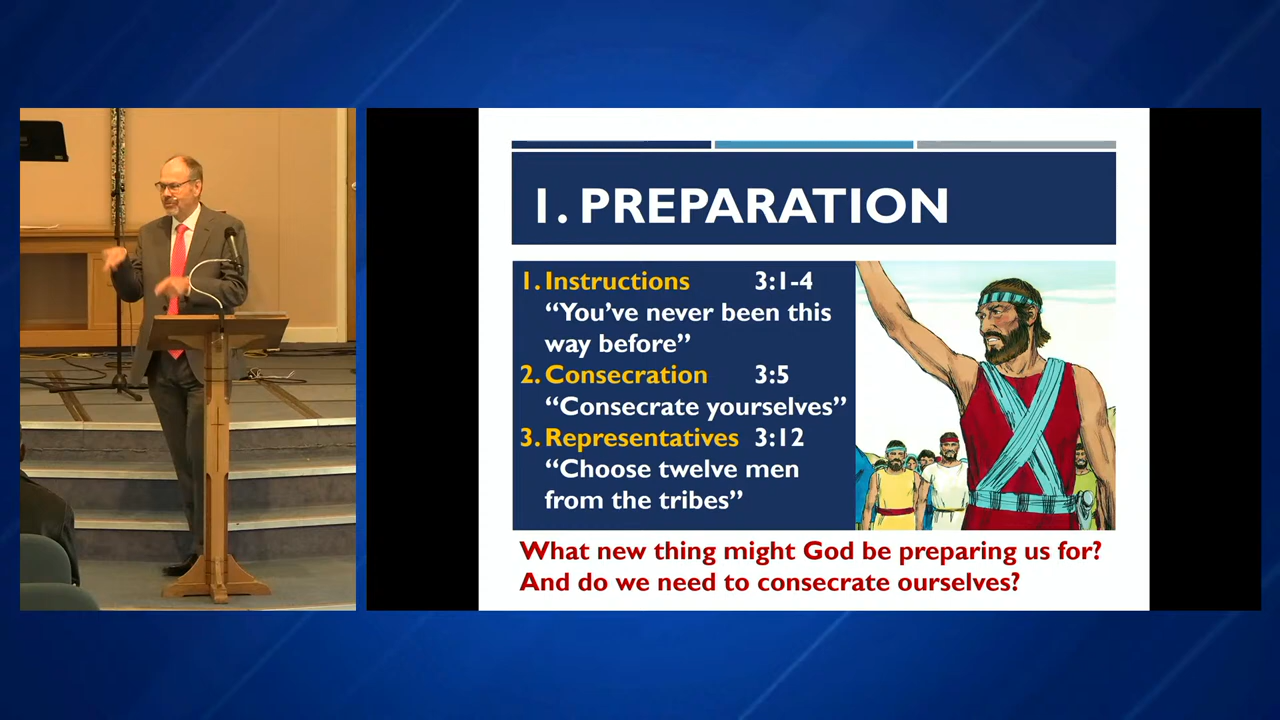 1. PREPARATION
1. Instructions 3:1-4
“You’ve never been this
way before”
2. Consecration 3:5
“Consecrate yourselves”
3. Representatives 3:12
“Choose twelve men
from the tribes”
What new thing might God be preparing us for?
And do we need to consecrate ourselves?